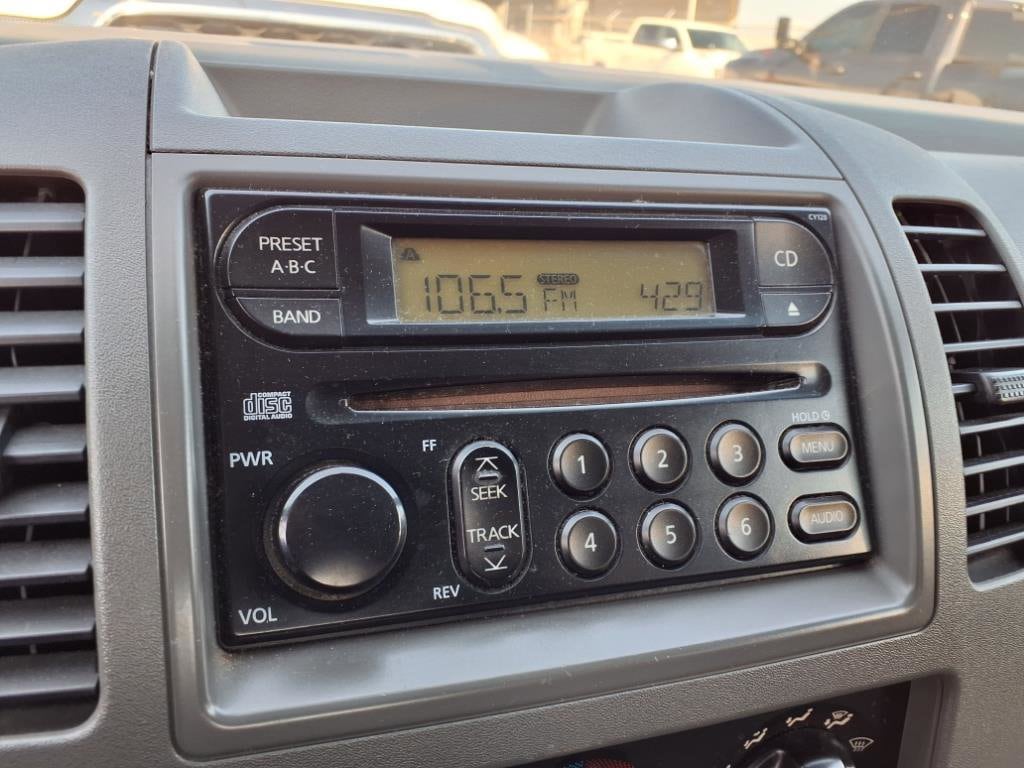 CY12B
PRESET
A·B·C
BAND
A
106.5 STEREO FM 4:29
CD
COMPACT
disc
DIGITAL AUDIO
PWR
VOL
FF
SEEK
TRACK
REV
1 2 3
4 5 6
HOLD
MENU
AUDIO